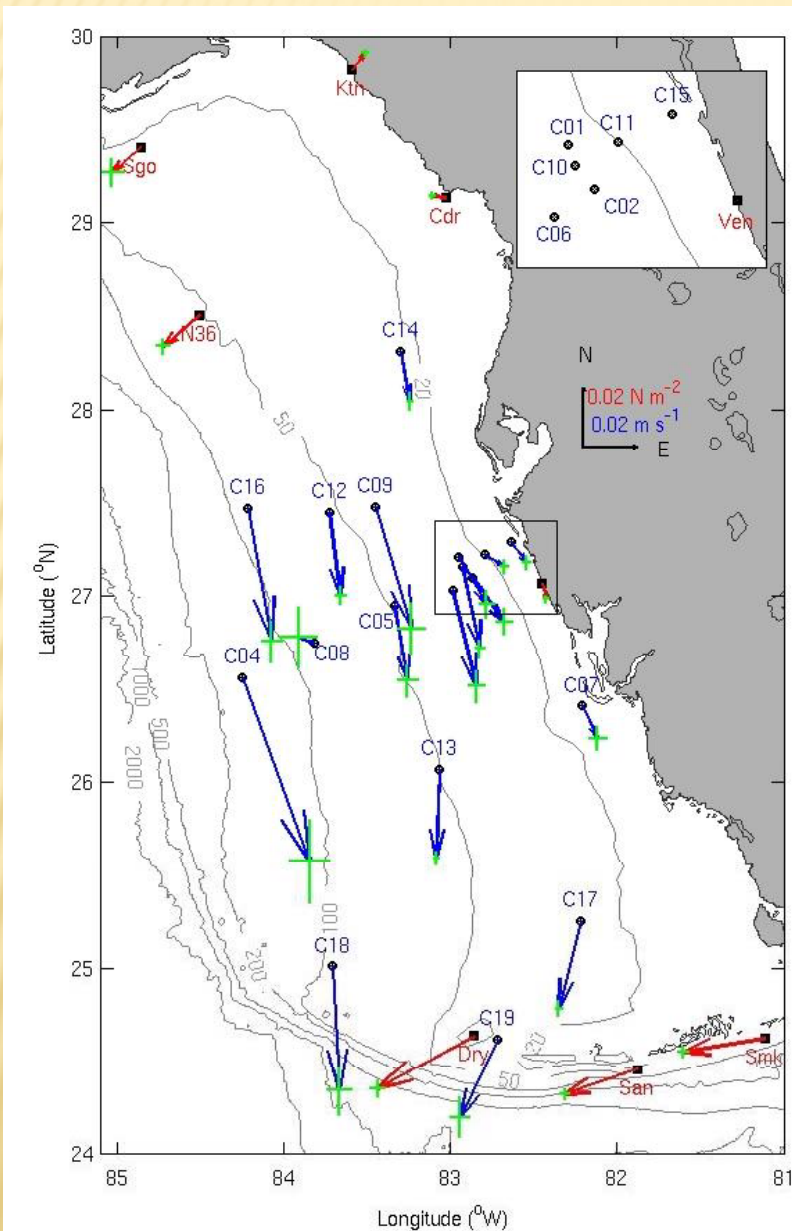 30
29
28
27
26
25
24
85
84
83
82
81
Latitude (°N)
Longitude (°W)
Kth
Sgo
Cdr
N36
C14
20
50
C16
C12
C09
C05
C08
C04
C07
C13
C17
C18
C19
Dry
San
Smk
100
200
500
1000
2000
50
20
C15
C01
C11
C10
C02
C06
Ven
N
0.02 N m⁻²
0.02 m s⁻¹
E